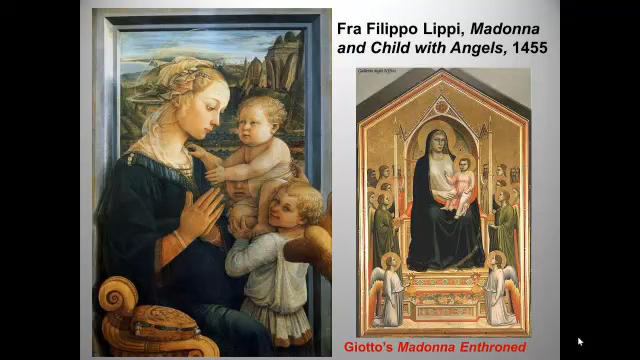 Fra Filippo Lippi, Madonna
and Child with Angels, 1455
Giotto's Madonna Enthroned